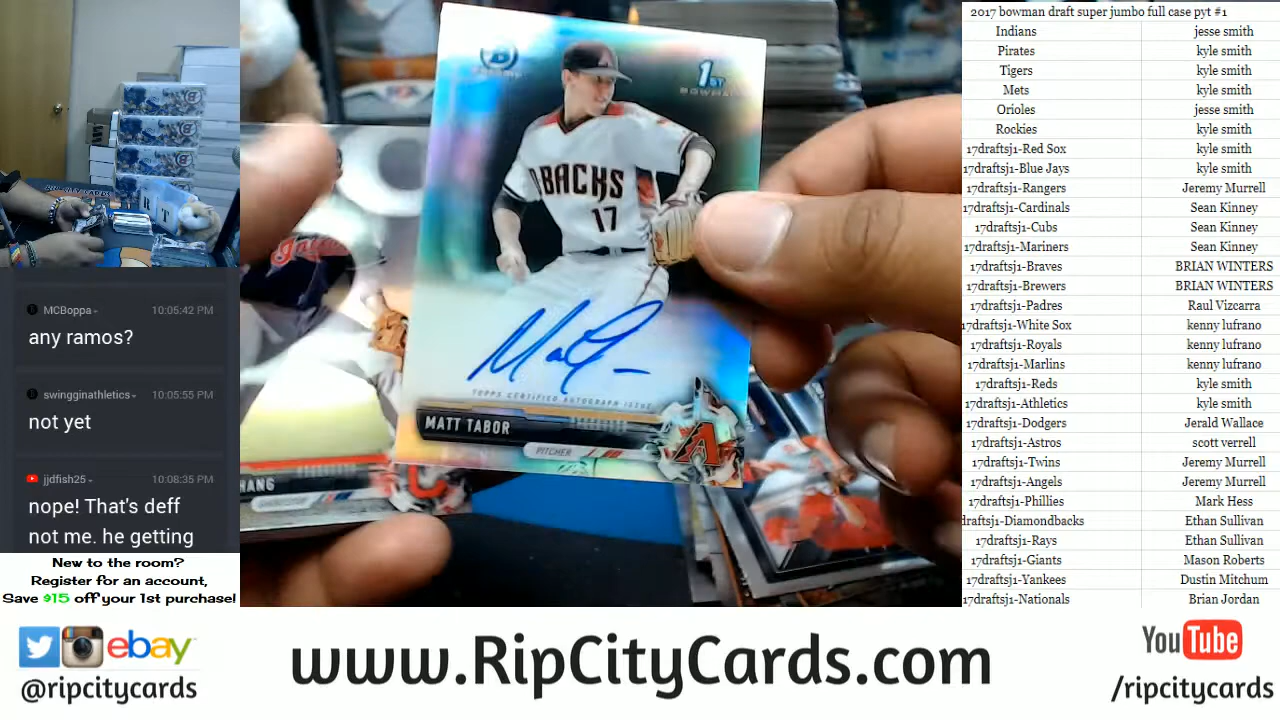 MCBoppa
10:05:42 PM
any ramos?
swingginathletics
10:05:55 PM
not yet
jjdfish25
10:08:35 PM
nope! That's deff
not me. he getting
New to the room?
Register for an account,
Save $15 off your 1st purchase!
1ST
BOWMAN
DBACKS
17
TOPPS CERTIFIED AUTOGRAPH ISSUE
MATT TABOR
PITCHER
A
HANG
2017 bowman draft super jumbo full case pyt #1
Indians jesse smith
Pirates kyle smith
Tigers kyle smith
Mets kyle smith
Orioles jesse smith
Rockies kyle smith
17draftsj1-Red Sox kyle smith
17draftsj1-Blue Jays kyle smith
17draftsj1-Rangers Jeremy Murrell
17draftsj1-Cardinals Sean Kinney
17draftsj1-Cubs Sean Kinney
17draftsj1-Mariners Sean Kinney
17draftsj1-Braves BRIAN WINTERS
17draftsj1-Brewers BRIAN WINTERS
17draftsj1-Padres Raul Vizcarra
17draftsj1-White Sox kenny lufrano
17draftsj1-Royals kenny lufrano
17draftsj1-Marlins kenny lufrano
17draftsj1-Reds kyle smith
17draftsj1-Athletics kyle smith
17draftsj1-Dodgers Jerald Wallace
17draftsj1-Astros scott verrell
17draftsj1-Twins Jeremy Murrell
17draftsj1-Angels Jeremy Murrell
17draftsj1-Phillies Mark Hess
draftsj1-Diamondbacks Ethan Sullivan
17draftsj1-Rays Ethan Sullivan
17draftsj1-Giants Mason Roberts
17draftsj1-Yankees Dustin Mitchum
17draftsj1-Nationals Brian Jordan
ebay
@ripcitycards
www.RipCityCards.com
YouTube
/ripcitycards